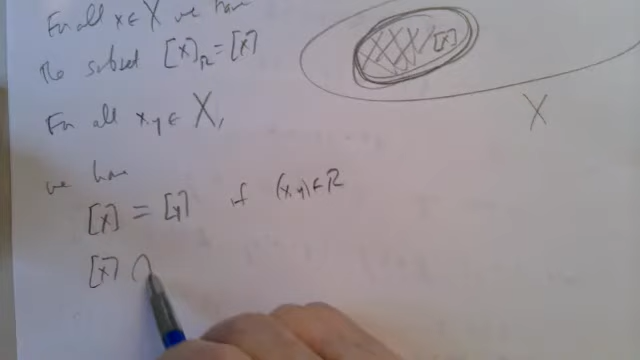 For all x ∈ X we have
the subset [x]_R = [x]
[x]
X
For all x,y ∈ X,
we have
[x] = [y] if (x,y) ∈ R
[x] ∩